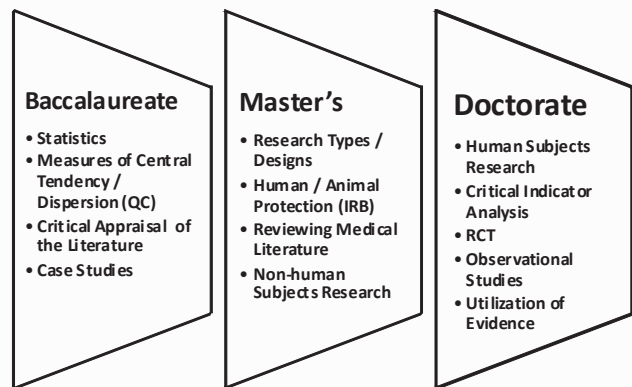 Baccalaureate
• Statistics
• Measures of Central
Tendency /
Dispersion (QC)
• Critical Appraisal of
the Literature
• Case Studies
Master's
• Research Types /
Designs
• Human / Animal
Protection (IRB)
• Reviewing Medical
Literature
• Non-human
Subjects Research
Doctorate
• Human Subjects
Research
• Critical Indicator
Analysis
• RCT
• Observational
Studies
• Utilization of
Evidence